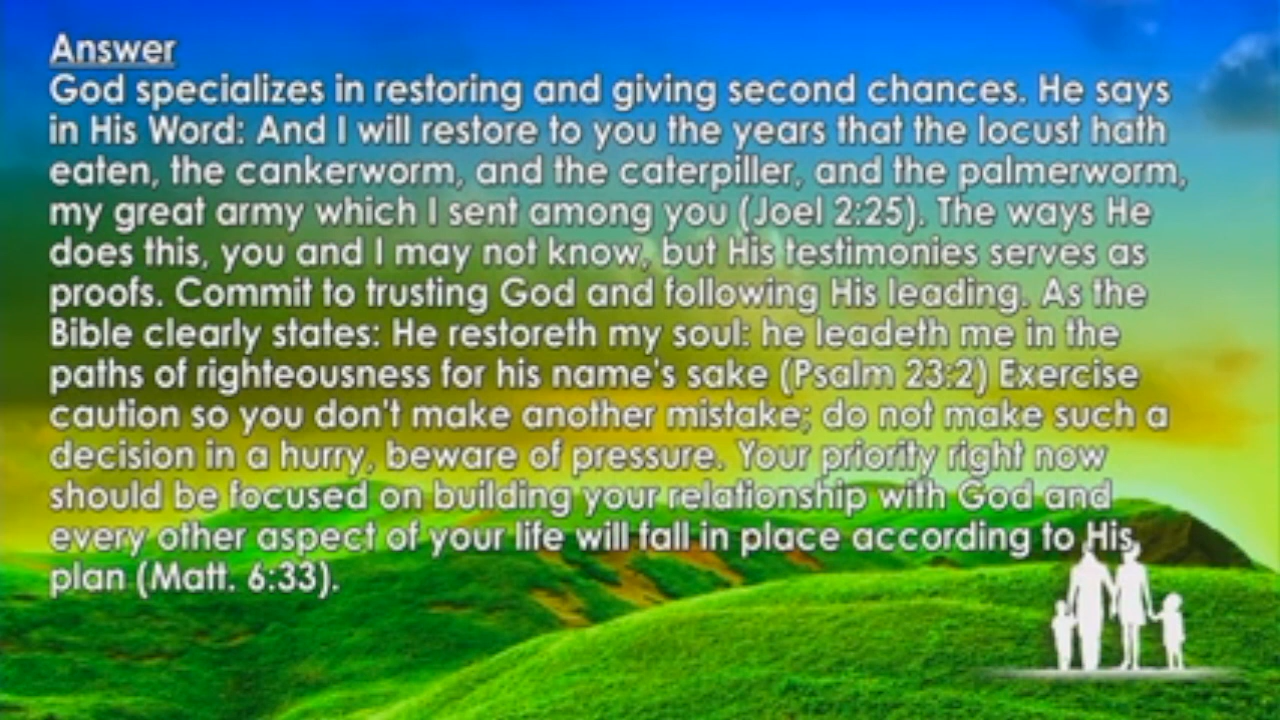 Answer
God specializes in restoring and giving second chances. He says
in His Word: And I will restore to you the years that the locust hath
eaten, the cankerworm, and the caterpiller, and the palmerworm,
my great army which I sent among you (Joel 2:25). The ways He
does this, you and I may not know, but His testimonies serves as
proofs. Commit to trusting God and following His leading. As the
Bible clearly states: He restoreth my soul: he leadeth me in the
paths of righteousness for his name's sake (Psalm 23:2) Exercise
caution so you don't make another mistake; do not make such a
decision in a hurry, beware of pressure. Your priority right now
should be focused on building your relationship with God and
every other aspect of your life will fall in place according to His
plan (Matt. 6:33).